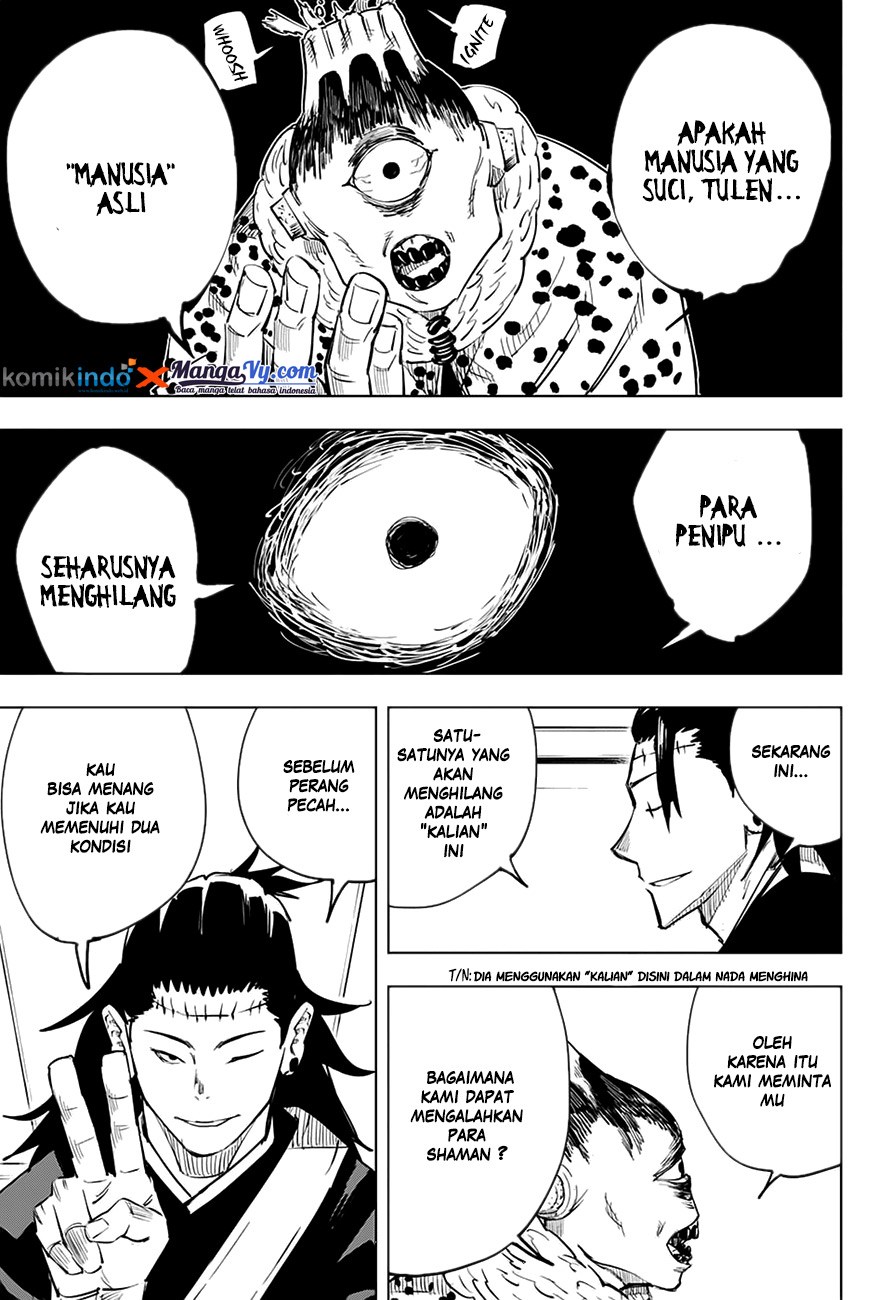 IGNITE
WHOOSH
APAKAH
MANUSIA YANG
SUCI, TULEN...
"MANUSIA"
ASLI
komikindo
MangaVy.com
Baca manga telat bahasa indonesia
PARA
PENIPU ...
SEHARUSNYA
MENGHILANG
SEKARANG
INI...
SATU-
SATUNYA YANG
AKAN
MENGHILANG
ADALAH
"KALIAN"
INI
T/N: DIA MENGGUNAKAN "KALIAN" DISINI DALAM NADA MENGHINA
OLEH
KARENA ITU
KAMI MEMINTA
MU
BAGAIMANA
KAMI DAPAT
MENGALAHKAN
PARA
SHAMAN ?
SEBELUM
PERANG
PECAH...
KAU
BISA MENANG
JIKA KAU
MEMENUHI DUA
KONDISI